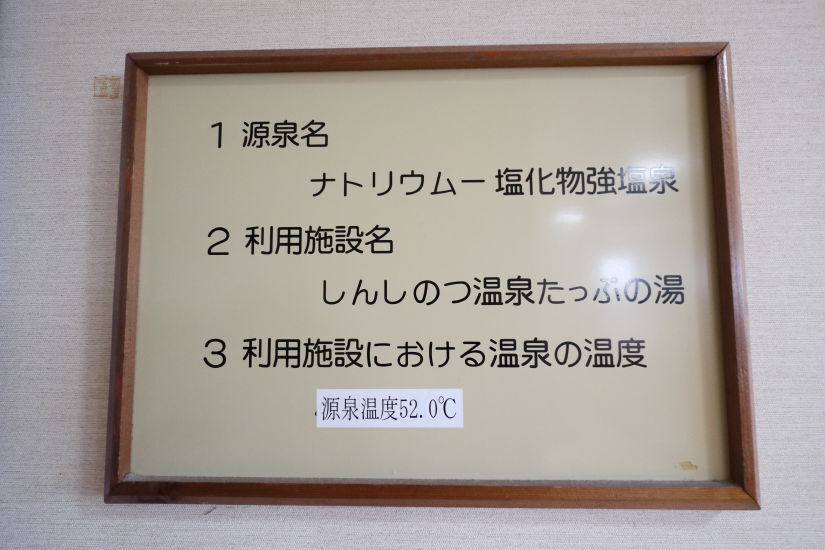 1 源泉名
ナトリウムー塩化物強塩泉
2 利用施設名
しんしのつ温泉たっぷの湯
3 利用施設における温泉の温度
源泉温度52.0℃